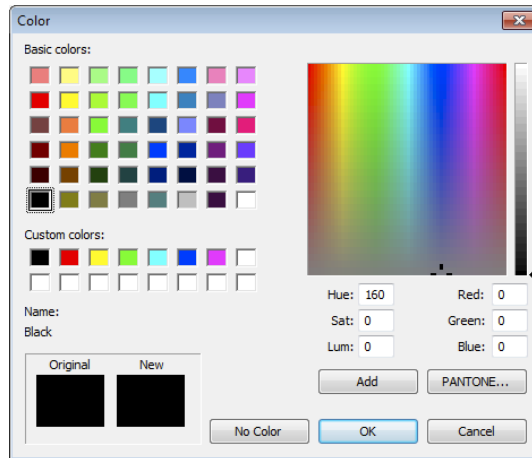 Color
Basic colors:
Custom colors:
Name:
Black
Original New
Hue: 160 Red: 0
Sat: 0 Green: 0
Lum: 0 Blue: 0
Add PANTONE...
No Color OK Cancel